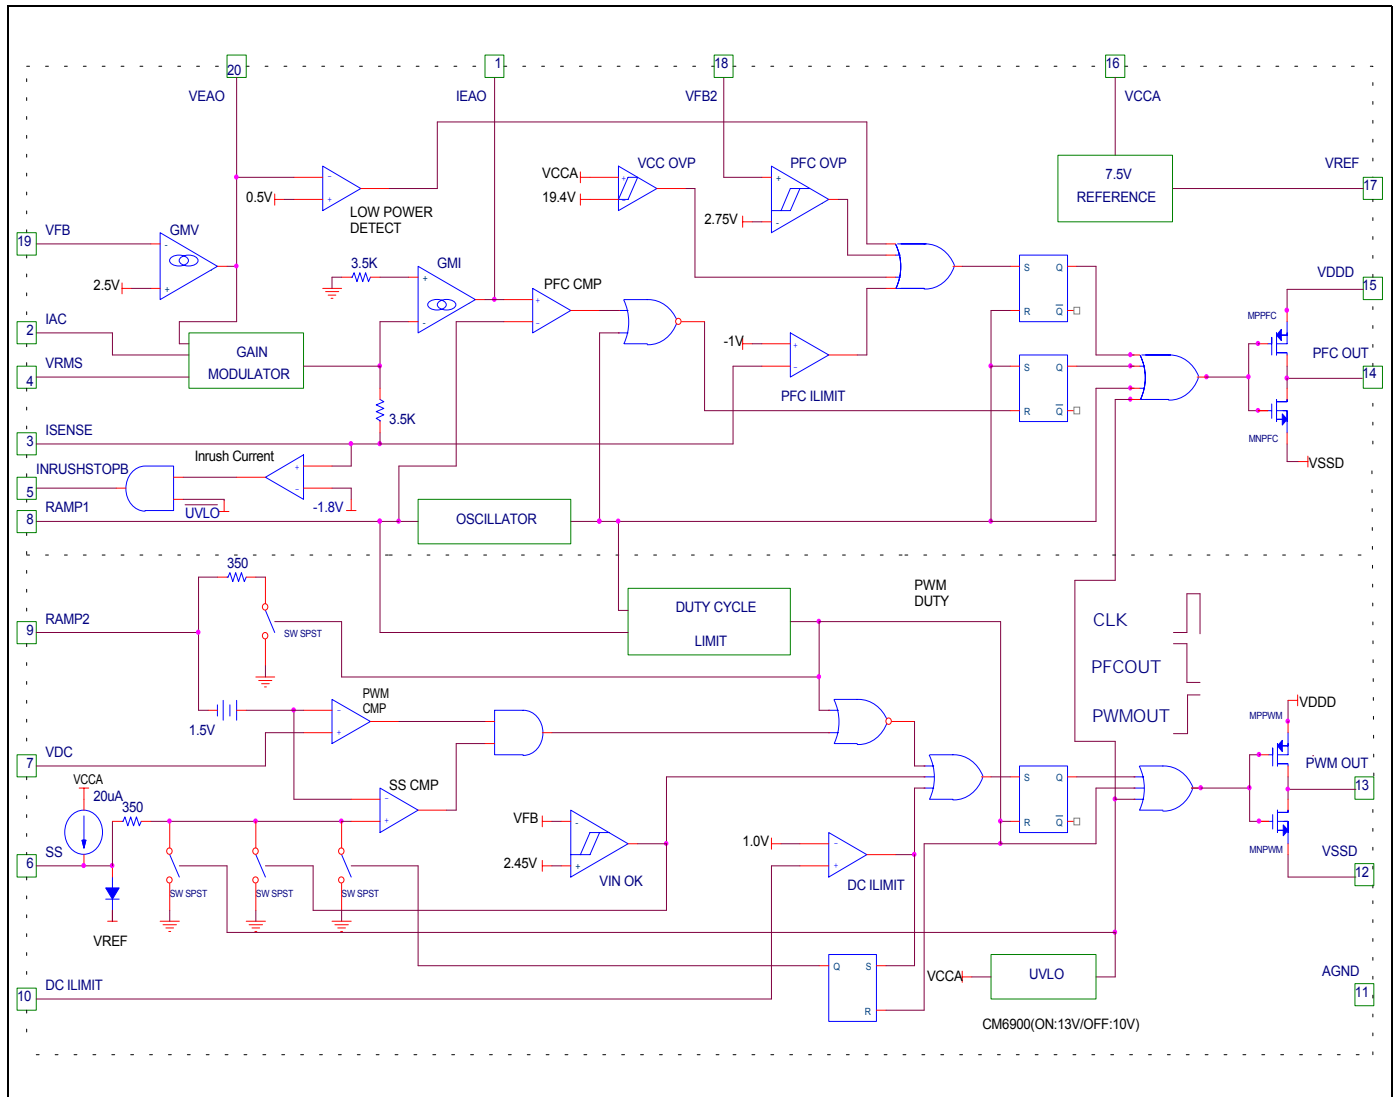 20
1
18
16
VEAO
IEAO
VFB2
VCCA
VCC OVP
PFC OVP
7.5V
REFERENCE
VREF
17
VCCA
19.4V
0.5V
LOW POWER
DETECT
2.75V
19
VFB
GMV
2.5V
3.5K
GMI
PFC CMP
S
Q
R
Q
VDDD
15
MPPFC
2
IAC
GAIN
MODULATOR
-1V
PFC OUT
14
4
VRMS
S
Q
R
Q
PFC ILIMIT
3.5K
3
ISENSE
MNPFC
VSSD
Inrush Current
INRUSHSTOPB
5
UVLO
-1.8V
RAMP1
8
OSCILLATOR
350
PWM
DUTY
DUTY CYCLE
LIMIT
CLK
RAMP2
9
SW SPST
PFCOUT
PWM
CMP
PWMOUT
MPPWM
VDDD
1.5V
VDC
7
PWM OUT
13
VCCA
20uA
350
SS CMP
S
Q
R
Q
VFB
2.45V
VIN OK
1.0V
DC ILIMIT
MNPWM
VSSD
12
SS
6
SW SPST
SW SPST
SW SPST
VREF
Q
S
R
VCCA
UVLO
AGND
11
DC ILIMIT
10
CM6900(ON:13V/OFF:10V)